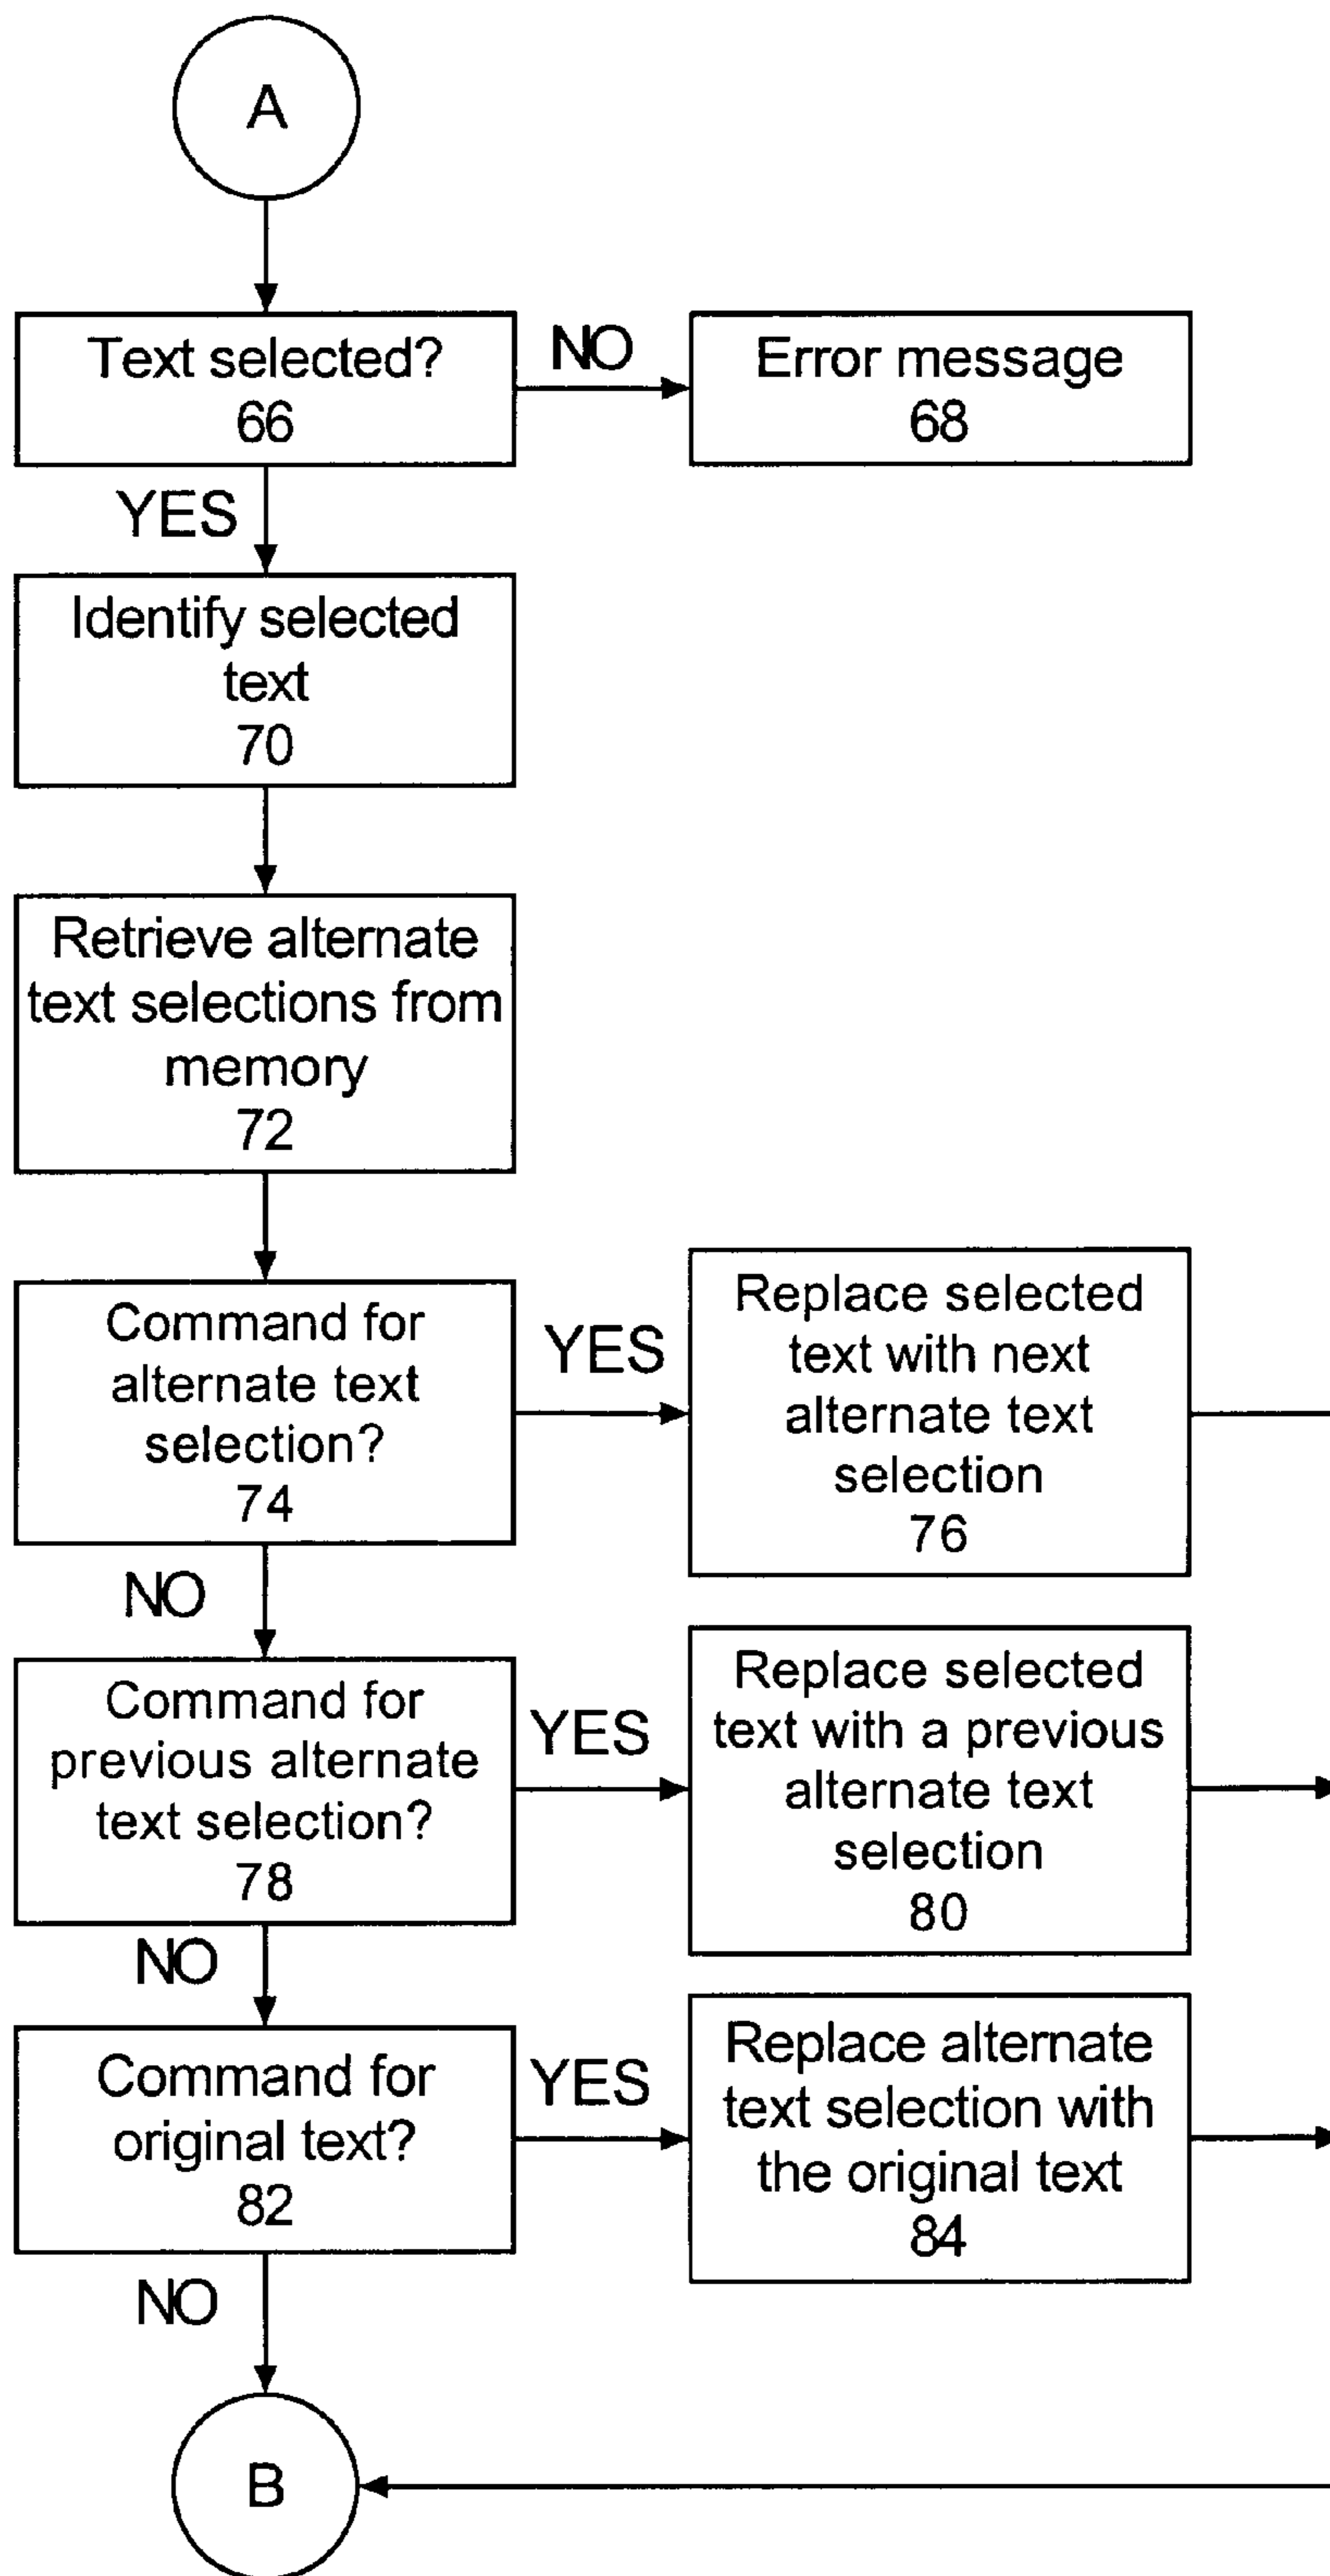 A
Text selected?
66
NO
Error message
68
YES
Identify selected
text
70
Retrieve alternate
text selections from
memory
72
Command for
alternate text
selection?
74
YES
Replace selected
text with next
alternate text
selection
76
NO
Command for
previous alternate
text selection?
78
YES
Replace selected
text with a previous
alternate text
selection
80
NO
Command for
original text?
82
YES
Replace alternate
text selection with
the original text
84
NO
B